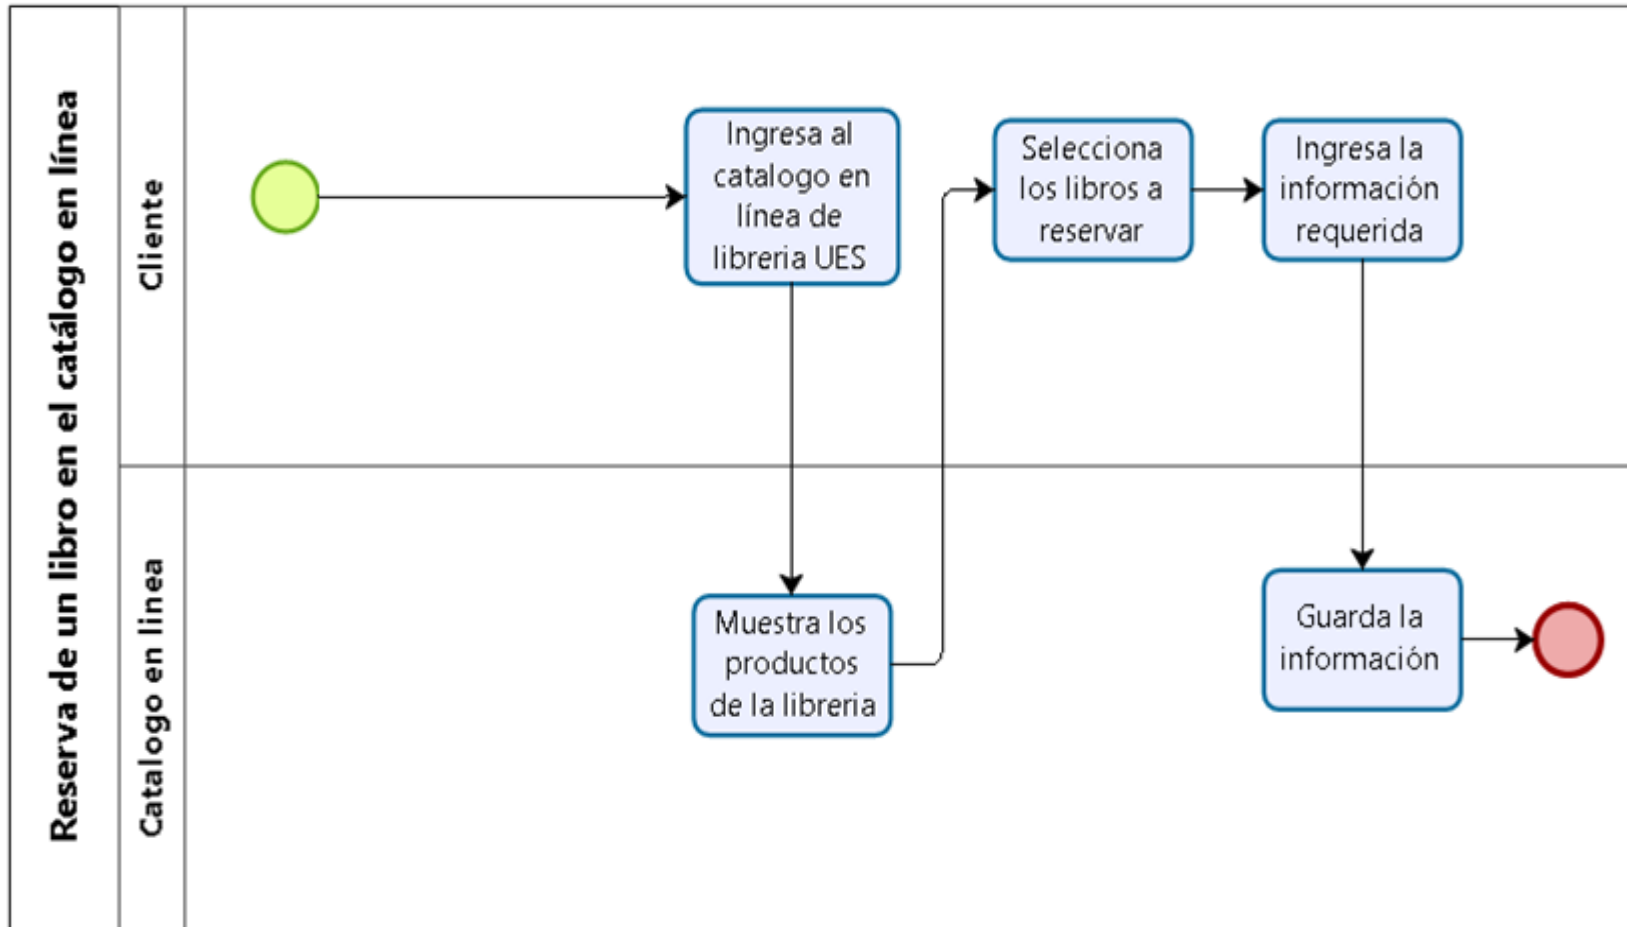 Reserva de un libro en el catálogo en línea
Cliente
Ingresa al
catalogo en
línea de
libreria UES
Selecciona
los libros a
reservar
Ingresa la
información
requerida
Catalogo en linea
Muestra los
productos
de la libreria
Guarda la
información